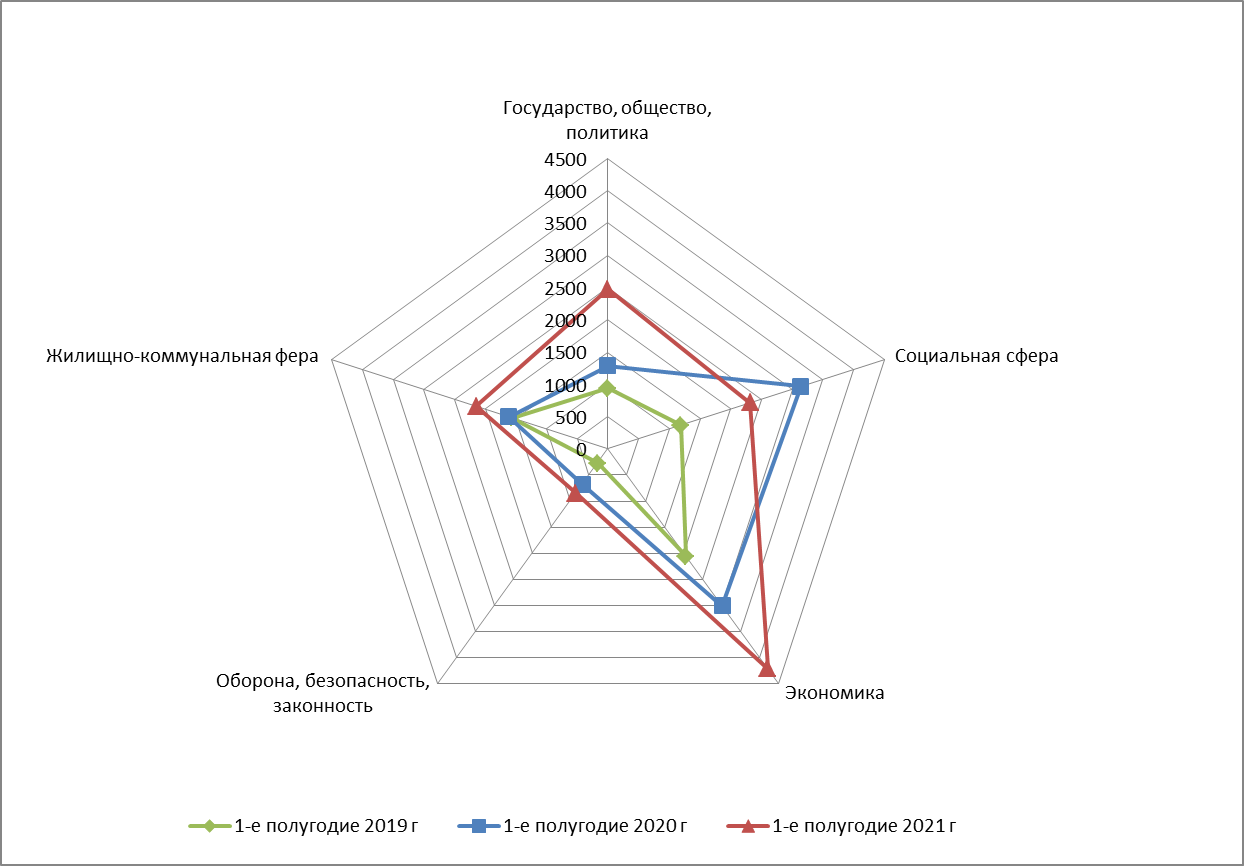 Государство, общество,
политика
4500
4000
3500
3000
2500
2000
1500
1000
500
0
Жилищно-коммунальная фера
Социальная сфера
Оборона, безопасность,
законность
Экономика
1-е полугодие 2019 г
1-е полугодие 2020 г
1-е полугодие 2021 г